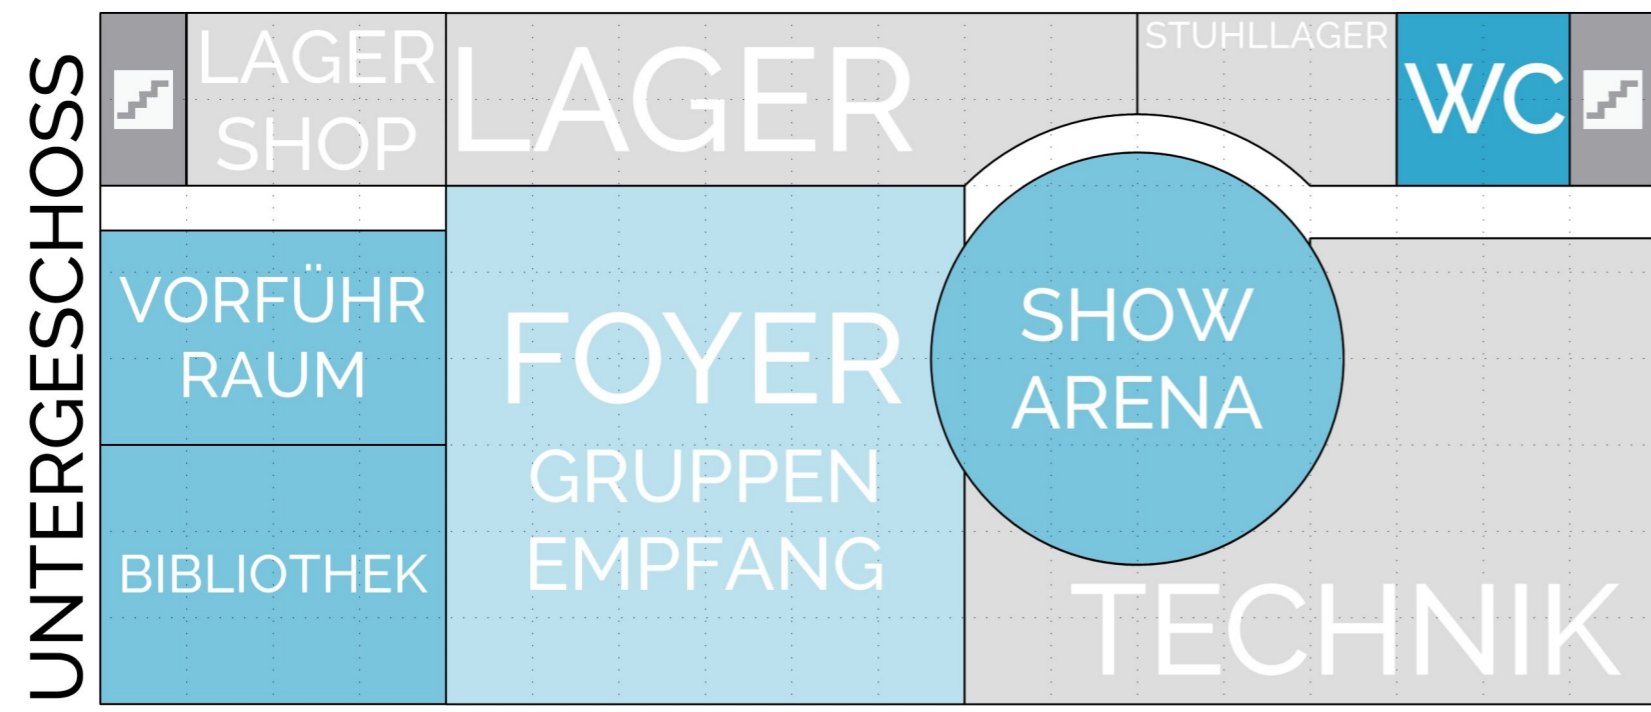 UNTERGESCHOSS
LAGER
SHOP
LAGER
STUHLLAGER
WC
VORFÜHR
RAUM
BIBLIOTHEK
FOYER
GRUPPEN
EMPFANG
SHOW
ARENA
TECHNIK